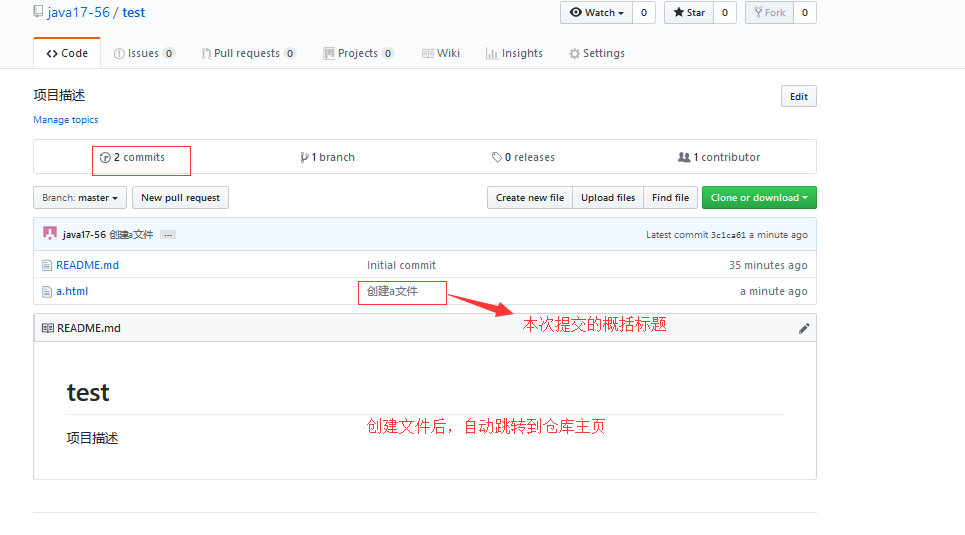 java17-56 / test
Watch 0 Star 0 Fork 0
Code Issues 0 Pull requests 0 Projects 0 Wiki Insights Settings
项目描述 Edit
Manage topics
2 commits 1 branch 0 releases 1 contributor
Branch: master New pull request Create new file Upload files Find file Clone or download
java17-56 创建a文件 ... Latest commit 3c1ca61 a minute ago
README.md Initial commit 35 minutes ago
a.html 创建a文件 a minute ago
本次提交的概括标题
README.md
test
创建文件后，自动跳转到仓库主页
项目描述